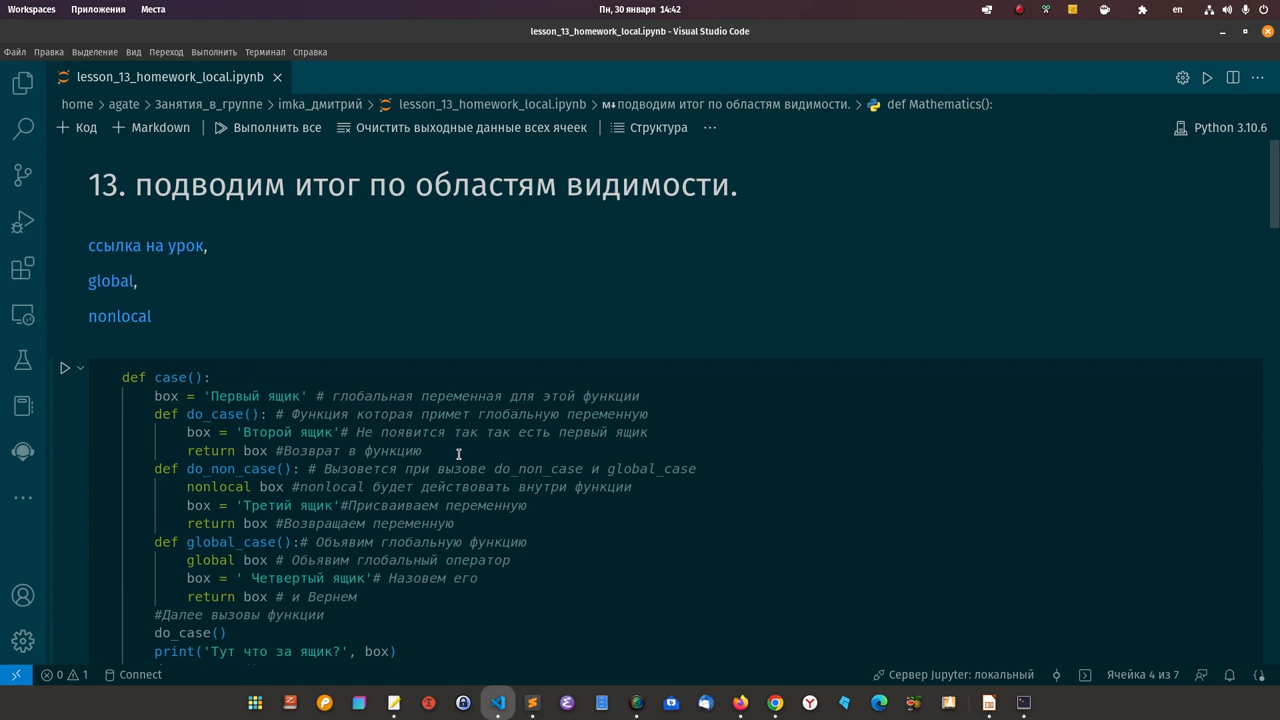 Workspaces Приложения Места Пн, 30 января 14:42 en
lesson_13_homework_local.ipynb - Visual Studio Code
Файл Правка Выделение Вид Переход Выполнить Терминал Справка
lesson_13_homework_local.ipynb
home > agate > Занятия_в_группе > imka_дмитрий > lesson_13_homework_local.ipynb > M↓подводим итог по областям видимости. > def Mathematics():
+ Код + Markdown Выполнить все Очистить выходные данные всех ячеек Структура ... Python 3.10.6
13. подводим итог по областям видимости.
ссылка на урок,
global,
nonlocal
def case():
box = 'Первый ящик' # глобальная переменная для этой функции
def do_case(): # Функция которая примет глобальную переменную
box = 'Второй ящик'# Не появится так так есть первый ящик
return box #Возврат в функцию
def do_non_case(): # Вызовется при вызове do_non_case и global_case
nonlocal box #nonlocal будет действовать внутри функции
box = 'Третий ящик'#Присваиваем переменную
return box #Возвращаем переменную
def global_case():# Объявим глобальную функцию
global box # Обьявим глобальный оператор
box = ' Четвертый ящик'# Назовем его
return box # и Вернем
#Далее вызовы функции
do_case()
print('Тут что за ящик?', box)
0 1 Connect Сервер Jupyter: локальный Ячейка 4 из 7